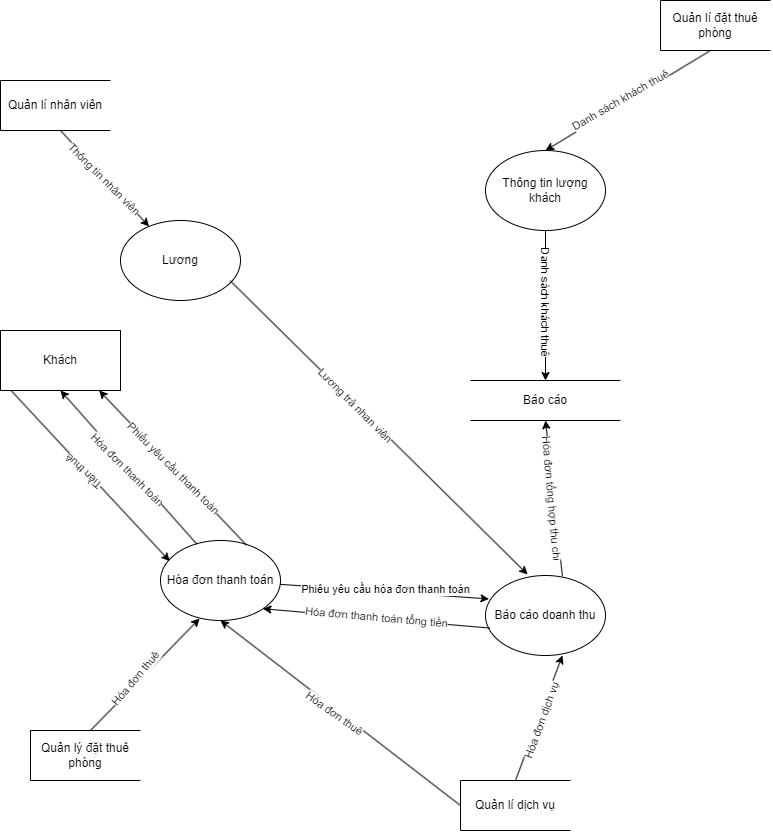 Quản lí đặt thuê
phòng
Danh sách khách thuê
Quản lí nhân viên
Thông tin nhân viên
Thông tin lượng
khách
Lương
Danh sách khách thuê
Khách
Lương trả nhan viên
Báo cáo
Phiếu yêu cầu thanh toán
Hóa đơn thanh toán
Tiền thuê
Hóa đơn tổng hợp thu chi
Hóa đơn thanh toán
Phiêu yêu cầu hóa đơn thanh toán
Hóa đơn thanh toán tổng tiền
Báo cáo doanh thu
Hóa đơn thuê
Hóa đơn thuê
Hóa đơn dịch vụ
Quản lý đặt thuê
phòng
Quản lí dịch vụ